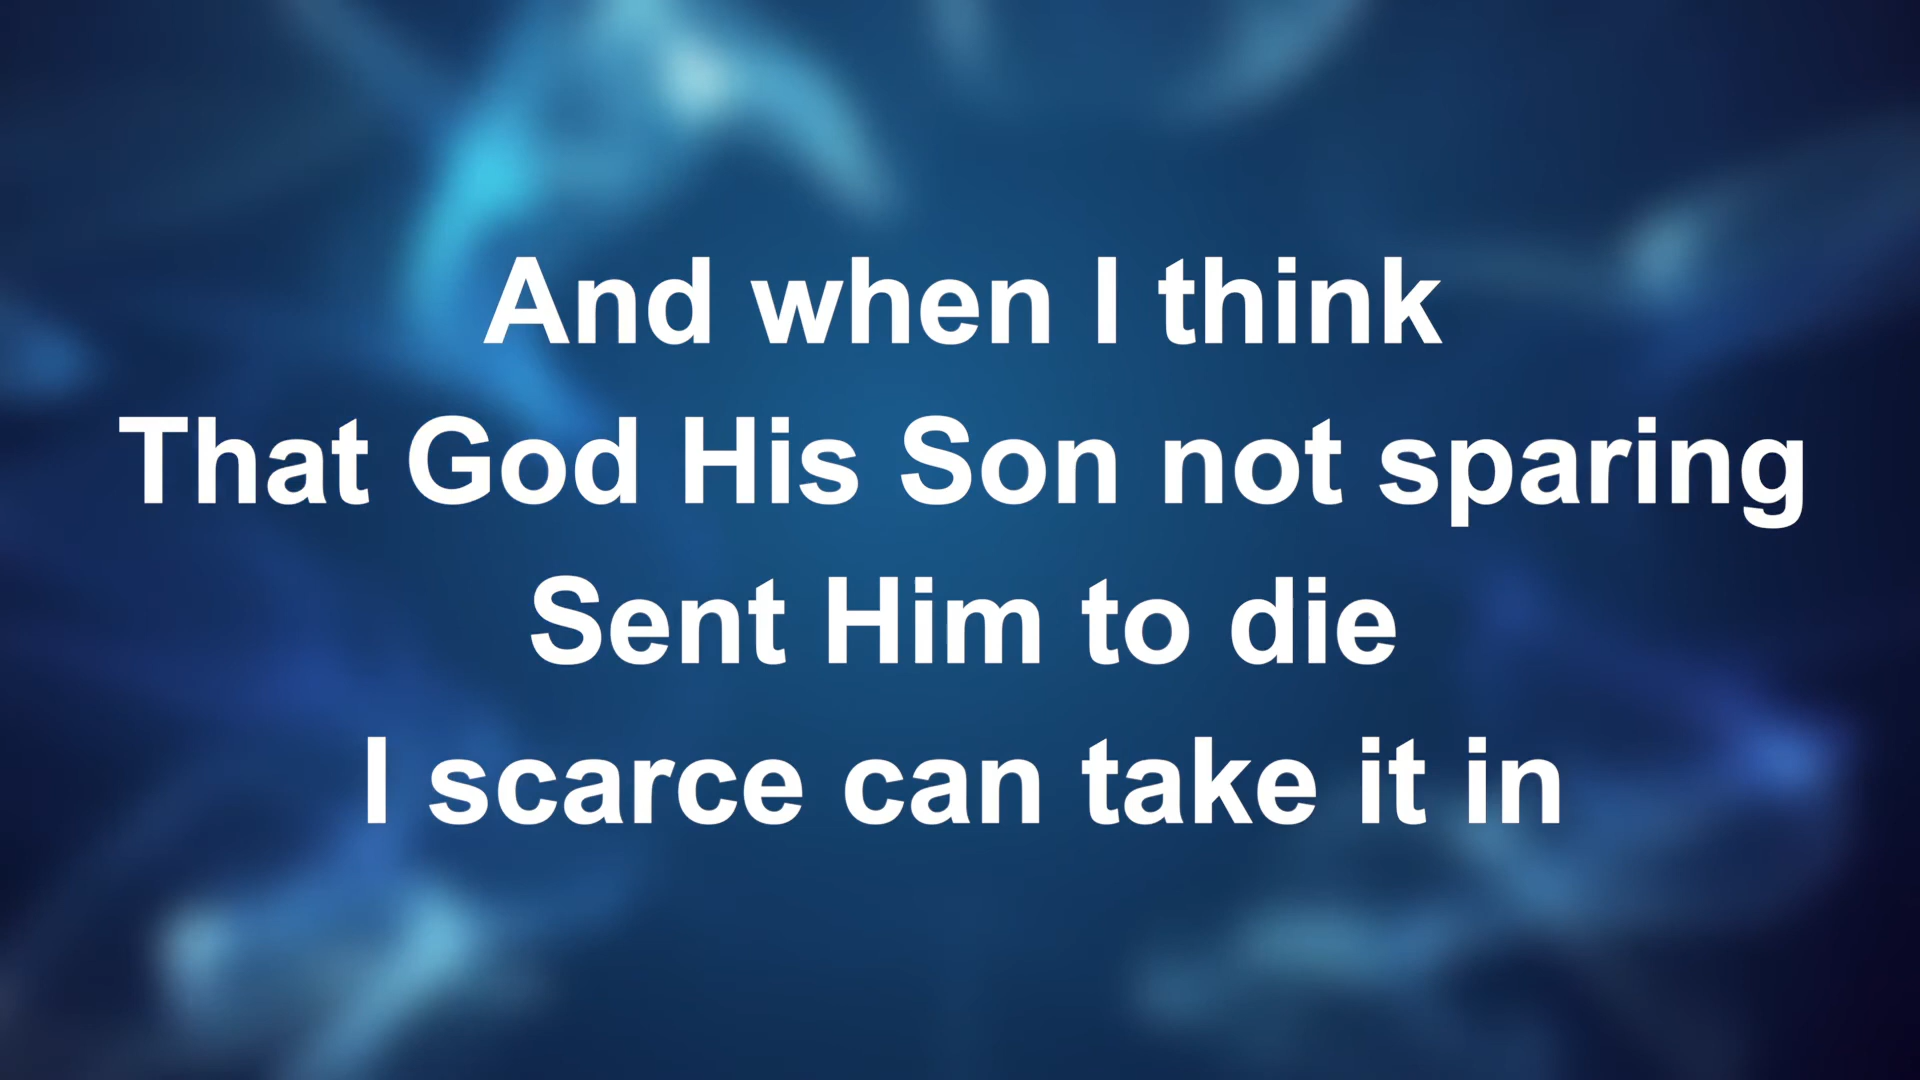 And when I think
That God His Son not sparing
Sent Him to die
I scarce can take it in